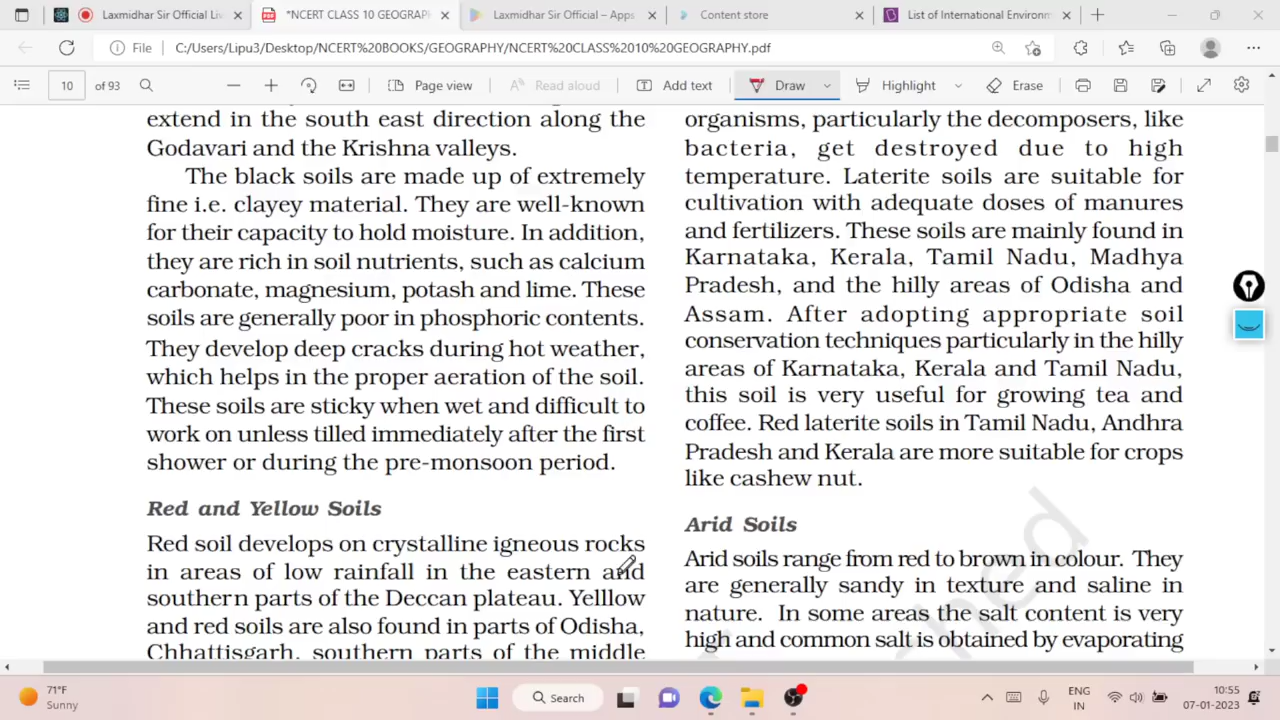 Laxmidhar Sir Official Li
*NCERT CLASS 10 GEOGRAP
Laxmidhar Sir Official – Apps
Content store
List of International Environm
File
C:/Users/Lipu3/Desktop/NCERT%20BOOKS/GEOGRAPHY/NCERT%20CLASS%2010%20GEOGRAPHY.pdf
10 of 93
Page view
Read aloud
Add text
Draw
Highlight
Erase
extend in the south east direction along the
Godavari and the Krishna valleys.
The black soils are made up of extremely
fine i.e. clayey material. They are well-known
for their capacity to hold moisture. In addition,
they are rich in soil nutrients, such as calcium
carbonate, magnesium, potash and lime. These
soils are generally poor in phosphoric contents.
They develop deep cracks during hot weather,
which helps in the proper aeration of the soil.
These soils are sticky when wet and difficult to
work on unless tilled immediately after the first
shower or during the pre-monsoon period.
Red and Yellow Soils
Red soil develops on crystalline igneous rocks
in areas of low rainfall in the eastern and
southern parts of the Deccan plateau. Yelllow
and red soils are also found in parts of Odisha,
Chhattisgarh, southern parts of the middle
organisms, particularly the decomposers, like
bacteria, get destroyed due to high
temperature. Laterite soils are suitable for
cultivation with adequate doses of manures
and fertilizers. These soils are mainly found in
Karnataka, Kerala, Tamil Nadu, Madhya
Pradesh, and the hilly areas of Odisha and
Assam. After adopting appropriate soil
conservation techniques particularly in the hilly
areas of Karnataka, Kerala and Tamil Nadu,
this soil is very useful for growing tea and
coffee. Red laterite soils in Tamil Nadu, Andhra
Pradesh and Kerala are more suitable for crops
like cashew nut.
Arid Soils
Arid soils range from red to brown in colour. They
are generally sandy in texture and saline in
nature. In some areas the salt content is very
high and common salt is obtained by evaporating
71°F
Sunny
Search
ENG
IN
10:55
07-01-2023